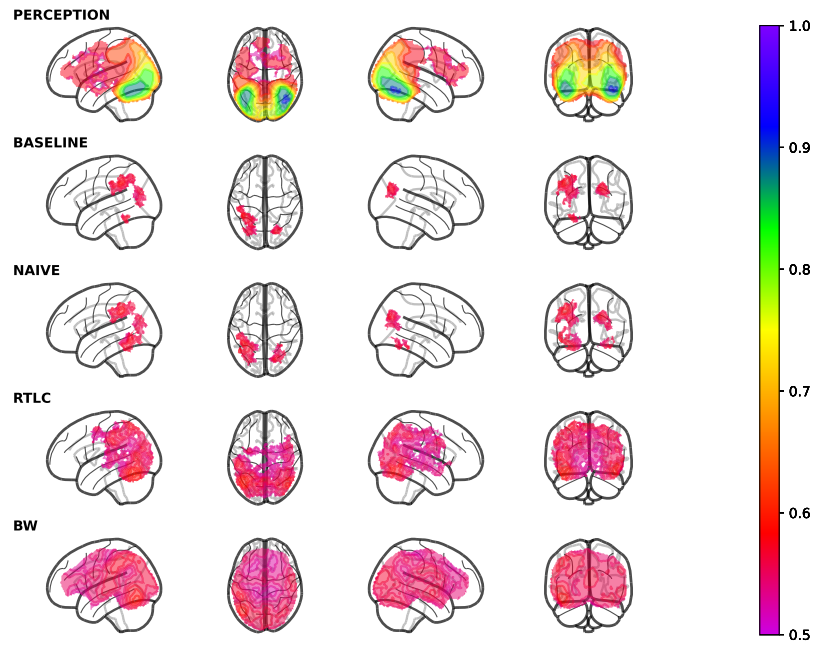 PERCEPTION
1.0
0.9
BASELINE
0.8
NAIVE
0.7
RTLC
0.6
BW
0.5